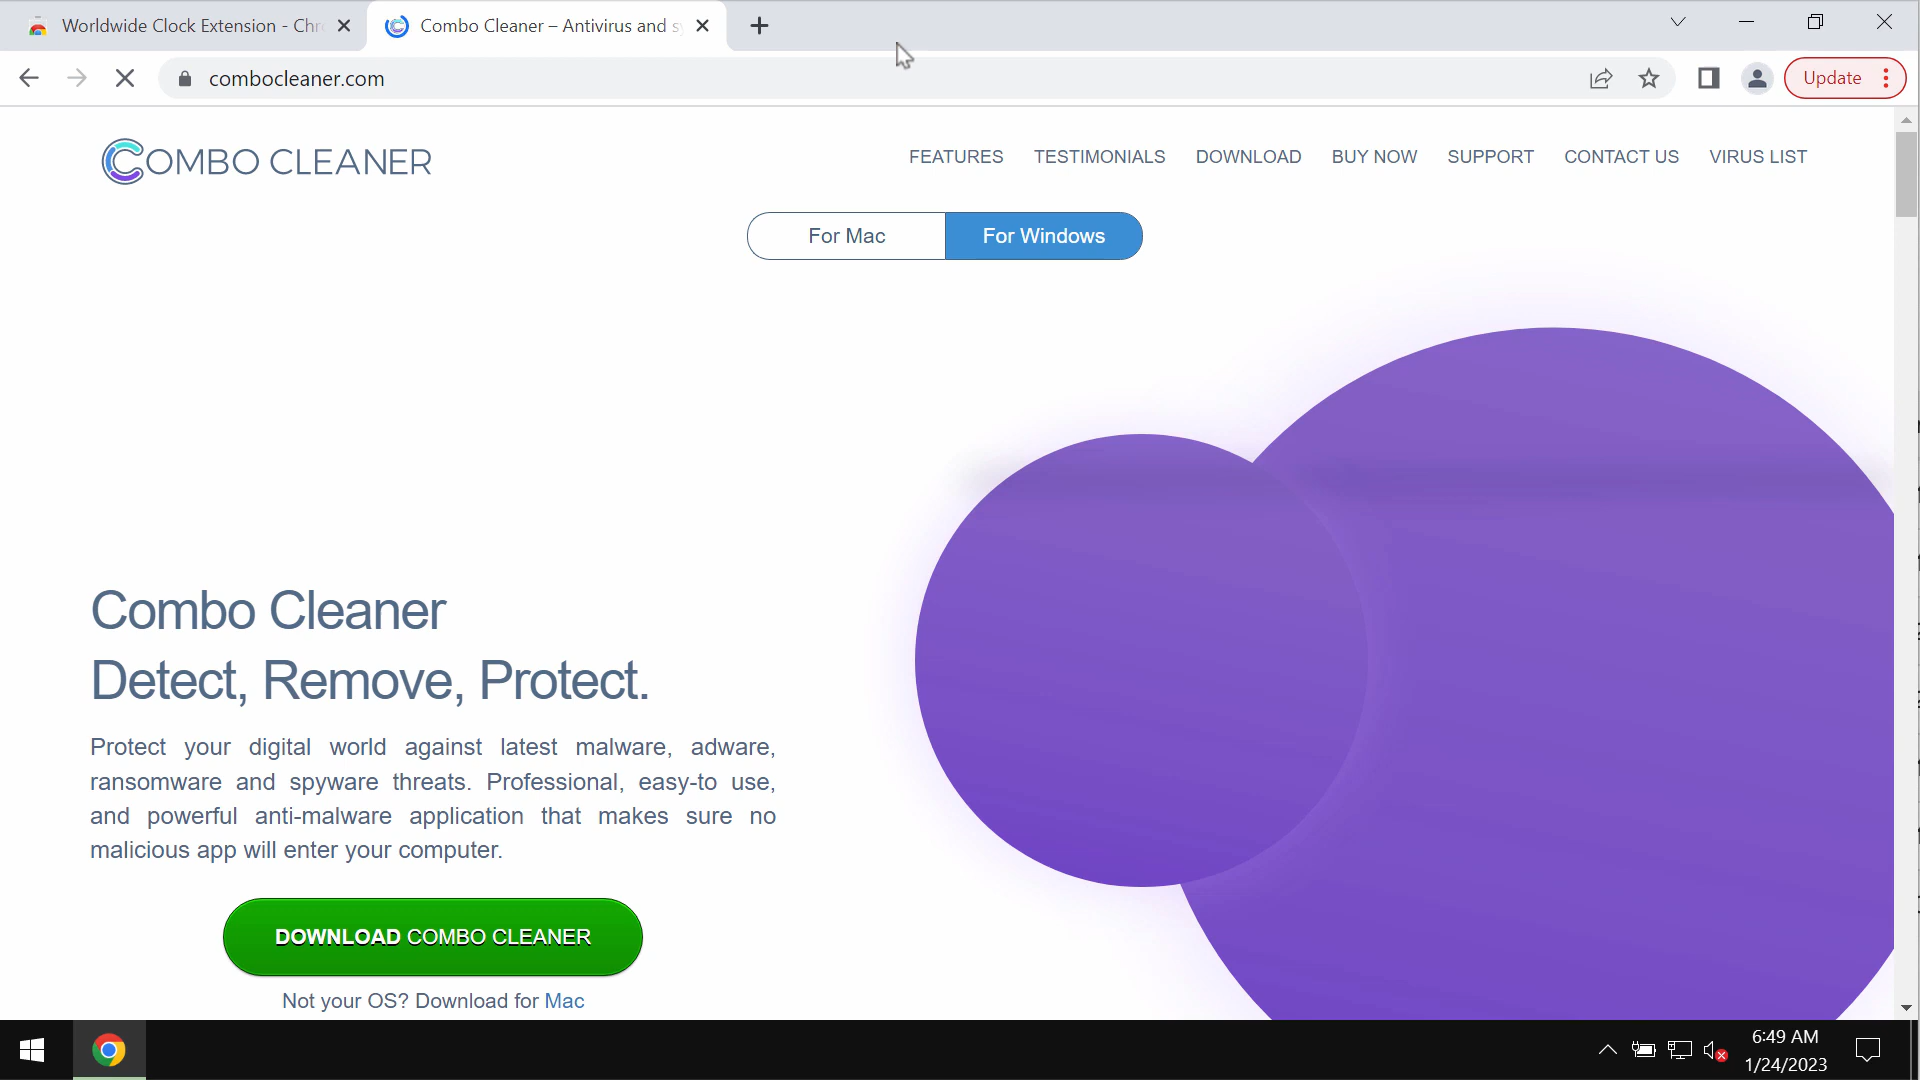 Worldwide Clock Extension - Chr
Combo Cleaner – Antivirus and sy
combocleaner.com
Update
COMBO CLEANER
FEATURES
TESTIMONIALS
DOWNLOAD
BUY NOW
SUPPORT
CONTACT US
VIRUS LIST
For Mac
For Windows
Combo Cleaner
Detect, Remove, Protect.
Protect your digital world against latest malware, adware,
ransomware and spyware threats. Professional, easy-to use,
and powerful anti-malware application that makes sure no
malicious app will enter your computer.
DOWNLOAD COMBO CLEANER
Not your OS? Download for Mac
6:49 AM
1/24/2023